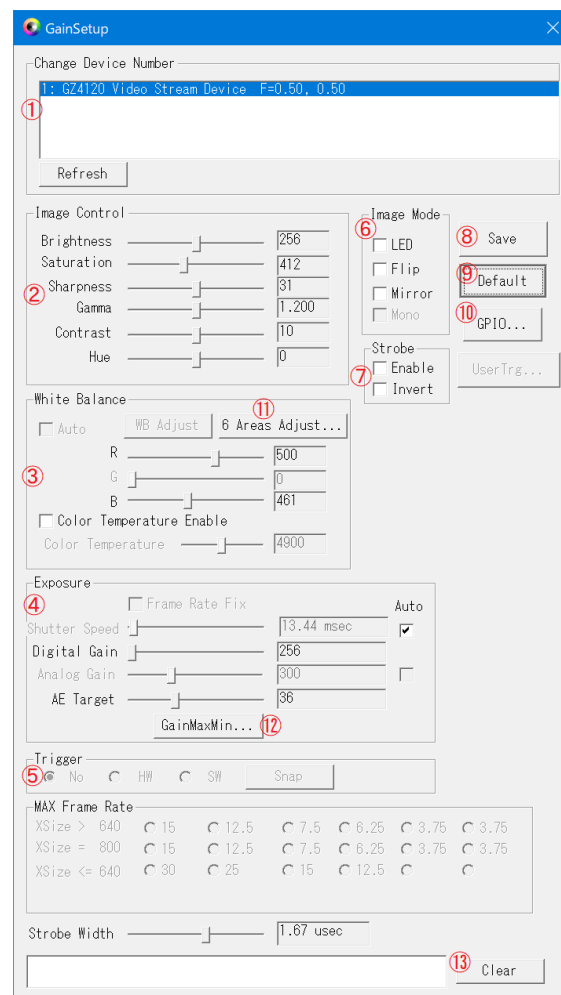 GainSetup
Change Device Number
① 1: GZ4120 Video Stream Device F=0.50, 0.50
Refresh
Image Control
Brightness 256
Saturation 412
② Sharpness 31
Gamma 1.200
Contrast 10
Hue 0
Image Mode
⑥ LED
Flip
Mirror
Mono
⑧ Save
⑨ Default
⑩ GPIO...
Strobe
⑦ Enable
Invert
UserTrg...
White Balance
Auto WB Adjust ⑪ 6 Areas Adjust...
R 500
③ G 0
B 461
Color Temperature Enable
Color Temperature 4900
Exposure
④ Frame Rate Fix Auto
Shutter Speed 13.44 msec
Digital Gain 256
Analog Gain 300
AE Target 36
GainMaxMin... ⑫
Trigger
⑤ No HW SW Snap
MAX Frame Rate
XSize > 640 15 12.5 7.5 6.25 3.75 3.75
XSize = 800 15 12.5 7.5 6.25 3.75 3.75
XSize <= 640 30 25 15 12.5
Strobe Width 1.67 usec
⑬ Clear